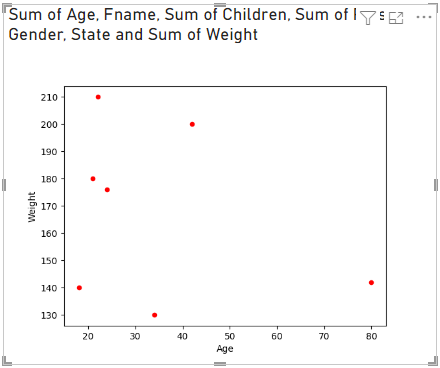 Sum of Age, Fname, Sum of Children, Sum of
Gender, State and Sum of Weight
210
200
190
180
170
160
150
140
130
Weight
20 30 40 50 60 70 80
Age